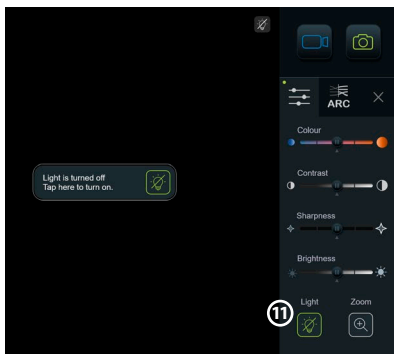 ARC
Colour
Light is turned off
Tap here to turn on.
Contrast
Sharpness
Brightness
Light Zoom
11